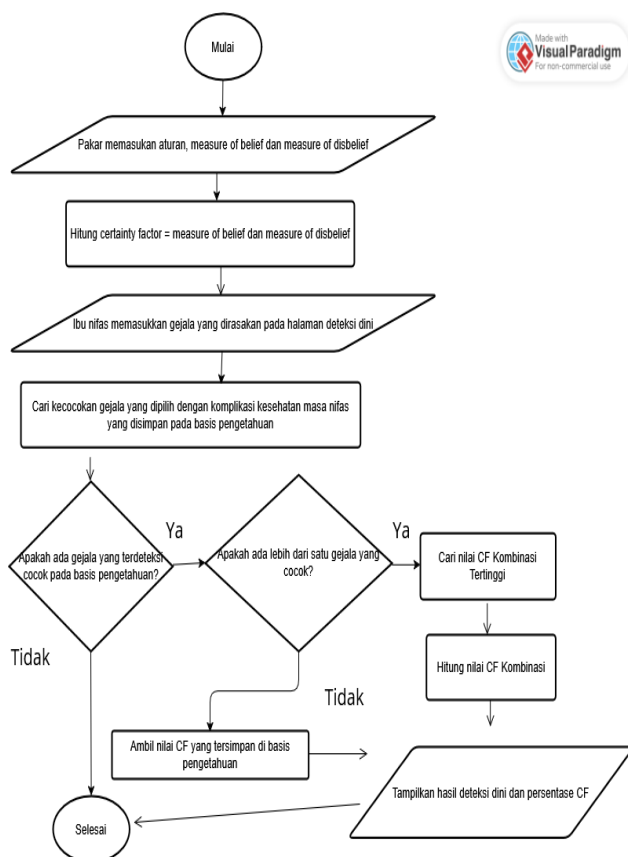 Mulai
Made with
Visual Paradigm
For non-commercial use
Pakar memasukan aturan, measure of belief dan measure of disbelief
Hitung certainty factor = measure of belief dan measure of disbelief
Ibu nifas memasukkan gejala yang dirasakan pada halaman deteksi dini
Cari kecocokan gejala yang dipilih dengan komplikasi kesehatan masa nifas
yang disimpan pada basis pengetahuan
Apakah ada gejala yang terdeteksi
cocok pada basis pengetahuan?
Ya
Apakah ada lebih dari satu gejala yang
cocok?
Ya
Cari nilai CF Kombinasi
Tertinggi
Hitung nilai CF Kombinasi
Tidak
Tidak
Ambil nilai CF yang tersimpan di basis
pengetahuan
Tampilkan hasil deteksi dini dan persentase CF
Selesai